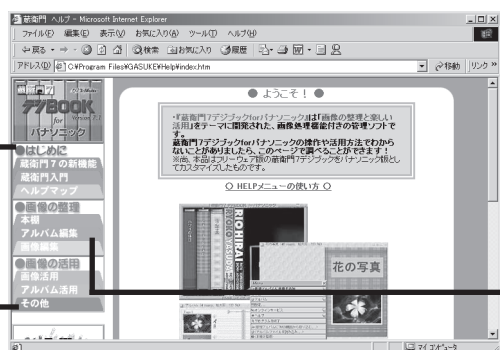 蔵衛門 ヘルプ - Microsoft Internet Explorer
ファイル(F) 編集(E) 表示(V) お気に入り(A) ツール(T) ヘルプ(H)
戻る 検索 お気に入り 履歴
アドレス(D) C:¥Program Files¥GASUKE¥Help¥index.htm 移動 リンク »
デジBOOK
for
パナソニック
●はじめに
蔵衛門7の新機能
蔵衛門入門
ヘルプマップ
●画像の整理
本棚
アルバム編集
画像編集
●画像の活用
画像活用
アルバム活用
その他
● ようこそ！ ●
・『蔵衛門7デジブックforパナソニック』は『画像の整理と楽しい
活用』をテーマに開発された、画像処理機能付きの管理ソフトで
す。
蔵衛門7デジブックforパナソニックの操作や活用方法でわから
ないことがありましたら、このページで調べることができます！
※尚、本品はフリーウェア版の蔵衛門7デジブックをパナソニック版とし
てカスタマイズしたものです。
○ HELPメニューの使い方 ○
RIOHIRAI
RYOKO YASUDA
花の写真
マイ コンピュータ